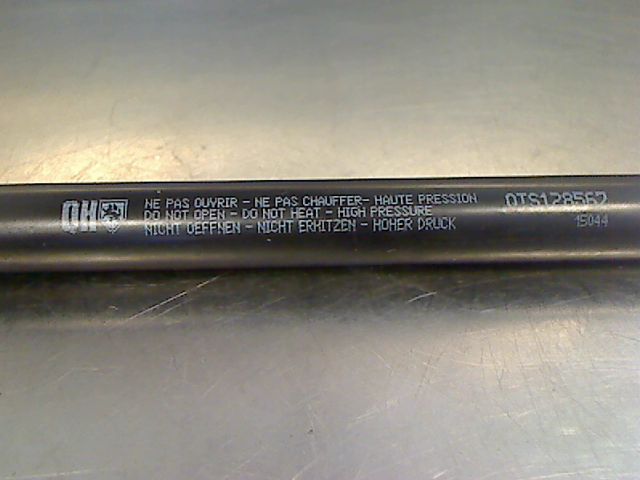 QH NE PAS OUVRIR - NE PAS CHAUFFER- HAUTE PRESSION QTS128562
DO NOT OPEN - DO NOT HEAT - HIGH PRESSURE 15044
NICHT OEFFNEN - NICHT ERHITZEN - HOHER DRUCK